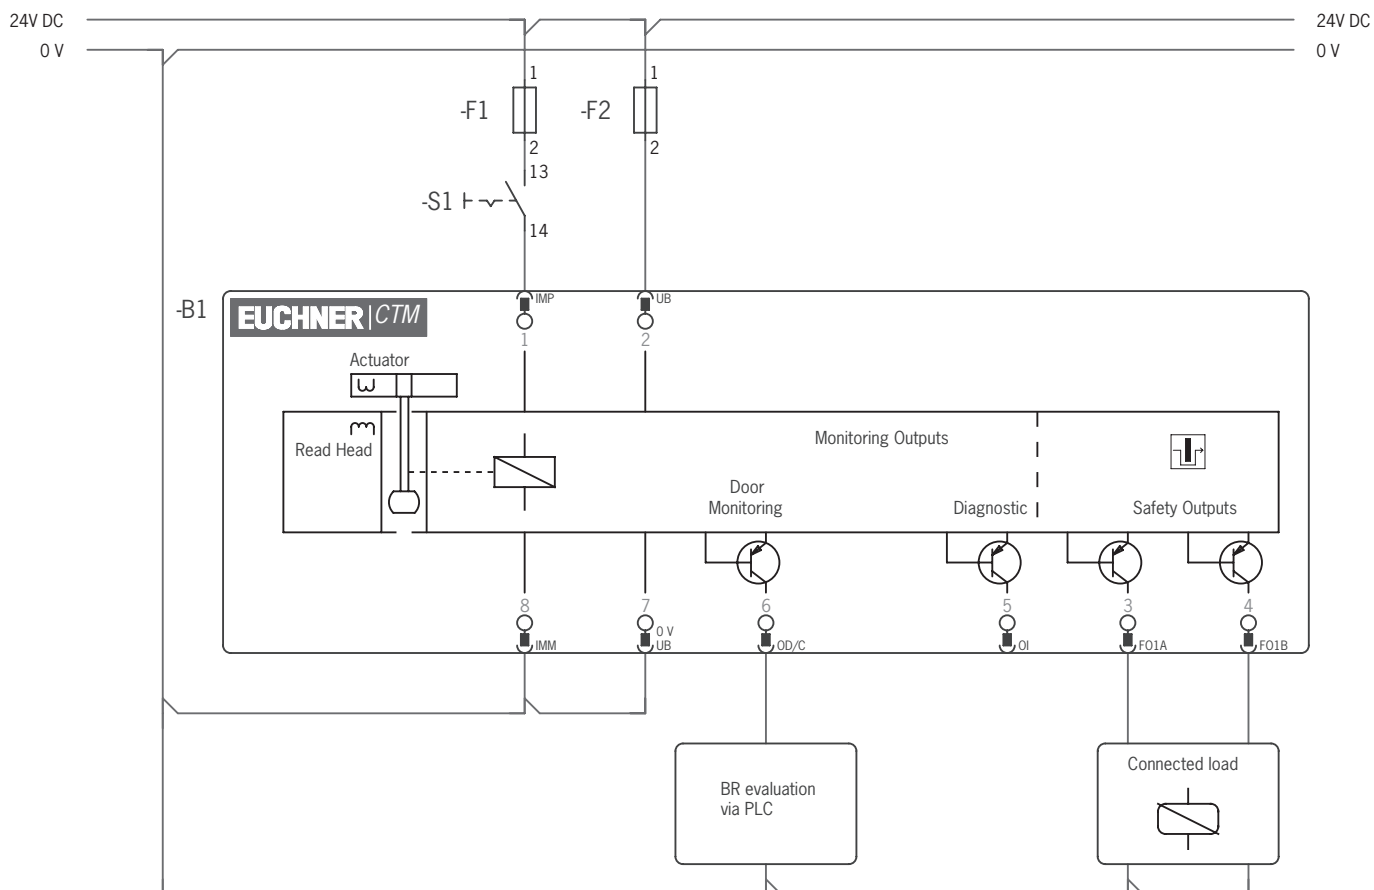 24V DC
24V DC
0 V
0 V
1
1
-F1
-F2
2
2
13
-S1
14
-B1
EUCHNER CTM
IMP
UB
1
2
Actuator
Read Head
Monitoring Outputs
Door
Monitoring
Diagnostic
Safety Outputs
8
7
6
5
3
4
0 V
IMM
UB
OD/C
OI
FO1A
FO1B
BR evaluation
via PLC
Connected load